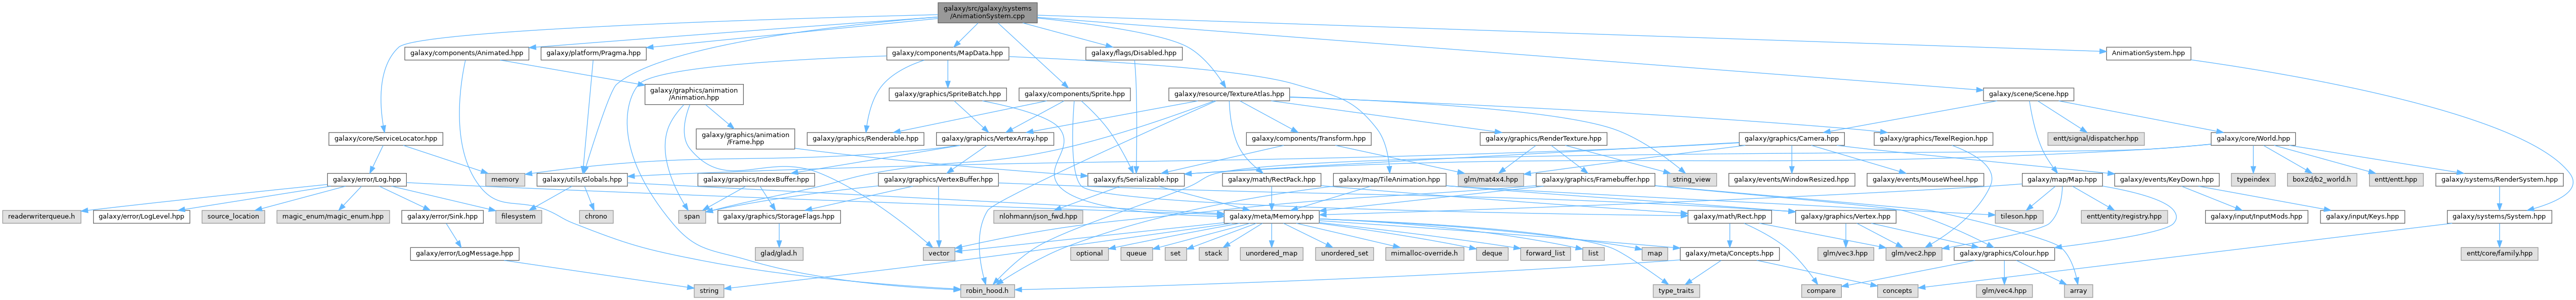 galaxy/src/galaxy/systems
/AnimationSystem.cpp
galaxy/components/Animated.hpp
galaxy/platform/Pragma.hpp
galaxy/components/MapData.hpp
galaxy/flags/Disabled.hpp
AnimationSystem.hpp
galaxy/graphics/animation
/Animation.hpp
galaxy/graphics/SpriteBatch.hpp
galaxy/components/Sprite.hpp
galaxy/resource/TextureAtlas.hpp
galaxy/scene/Scene.hpp
galaxy/core/ServiceLocator.hpp
galaxy/graphics/animation
/Frame.hpp
galaxy/graphics/Renderable.hpp
galaxy/graphics/VertexArray.hpp
galaxy/components/Transform.hpp
galaxy/graphics/RenderTexture.hpp
galaxy/graphics/Camera.hpp
galaxy/graphics/TexelRegion.hpp
entt/signal/dispatcher.hpp
galaxy/core/World.hpp
galaxy/error/Log.hpp
memory
galaxy/utils/Globals.hpp
galaxy/graphics/IndexBuffer.hpp
galaxy/graphics/VertexBuffer.hpp
galaxy/fs/Serializable.hpp
galaxy/math/RectPack.hpp
galaxy/map/TileAnimation.hpp
glm/mat4x4.hpp
galaxy/graphics/Framebuffer.hpp
string_view
galaxy/events/WindowResized.hpp
galaxy/events/MouseWheel.hpp
galaxy/events/KeyDown.hpp
typeindex
box2d/b2_world.h
entt/entt.hpp
galaxy/systems/RenderSystem.hpp
galaxy/map/Map.hpp
readerwriterqueue.h
galaxy/error/LogLevel.hpp
source_location
magic_enum/magic_enum.hpp
galaxy/error/Sink.hpp
filesystem
chrono
span
galaxy/graphics/StorageFlags.hpp
nlohmann/json_fwd.hpp
galaxy/meta/Memory.hpp
galaxy/math/Rect.hpp
galaxy/graphics/Vertex.hpp
tileson.hpp
entt/entity/registry.hpp
galaxy/input/InputMods.hpp
galaxy/input/Keys.hpp
galaxy/systems/System.hpp
galaxy/error/LogMessage.hpp
glad/glad.h
vector
optional
queue
set
stack
unordered_map
unordered_set
mimalloc-override.h
deque
forward_list
list
map
galaxy/meta/Concepts.hpp
glm/vec3.hpp
glm/vec2.hpp
galaxy/graphics/Colour.hpp
entt/core/family.hpp
string
robin_hood.h
type_traits
compare
concepts
glm/vec4.hpp
array